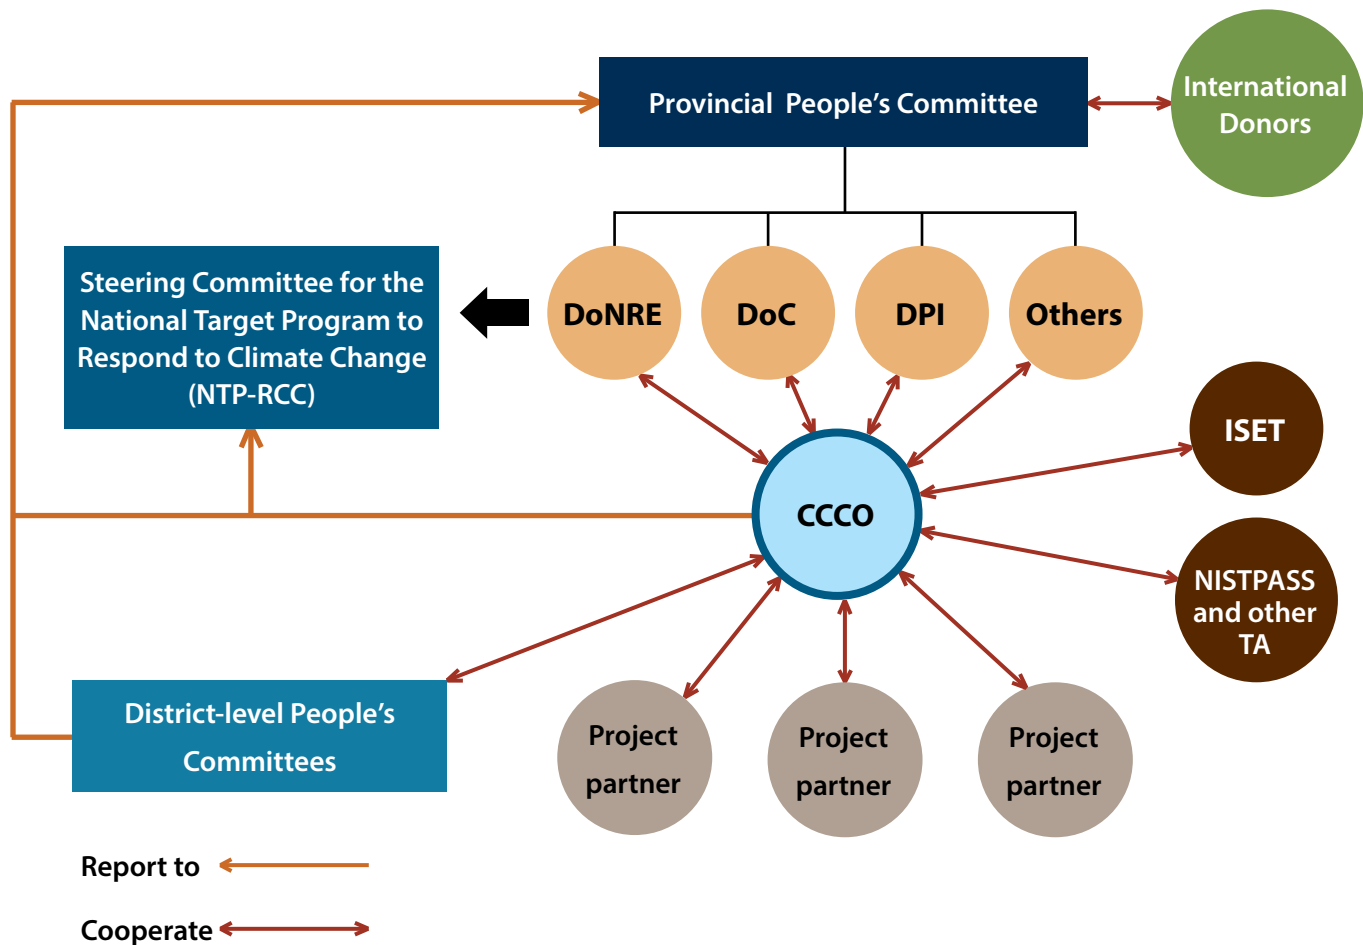 Provincial People's Committee
International
Donors
Steering Committee for the
National Target Program to
Respond to Climate Change
(NTP-RCC)
DoNRE
DoC
DPI
Others
ISET
CCCO
NISTPASS
and other
TA
District-level People's
Committees
Project
partner
Project
partner
Project
partner
Report to
Cooperate